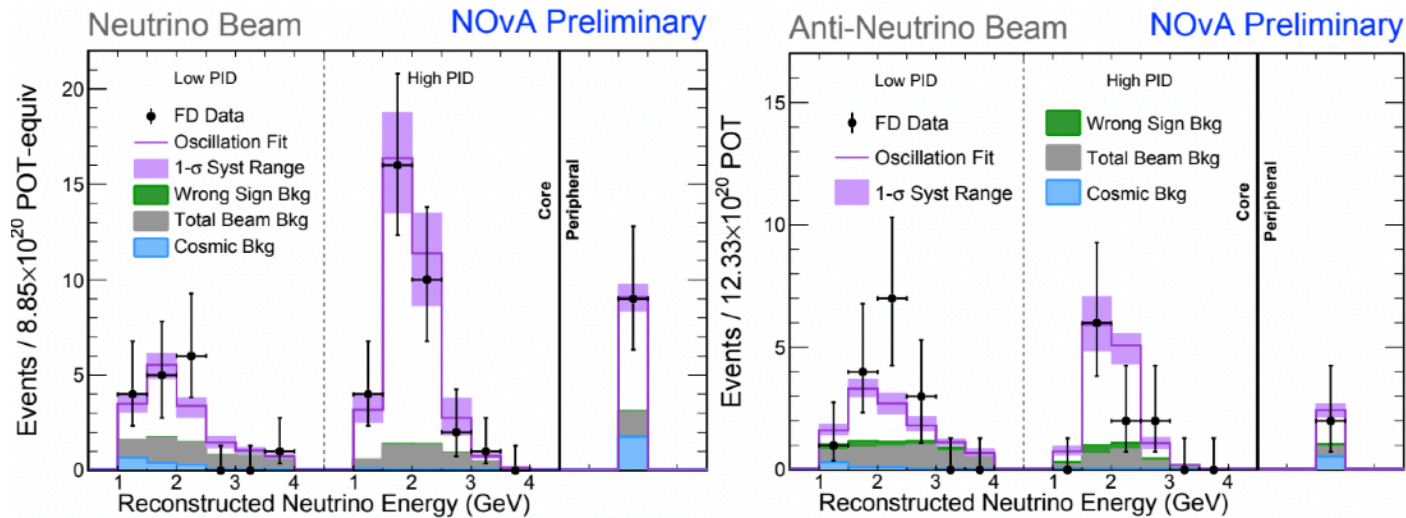 Neutrino Beam
NOvA Preliminary
Low PID
High PID
FD Data
Oscillation Fit
1-σ Syst Range
Wrong Sign Bkg
Total Beam Bkg
Cosmic Bkg
Core
Peripheral
20
15
10
5
0
1 2 3 4 1 2 3 4
Events / 8.85×10²⁰ POT-equiv
Reconstructed Neutrino Energy (GeV)
Anti-Neutrino Beam
NOvA Preliminary
Low PID
High PID
FD Data
Oscillation Fit
1-σ Syst Range
Wrong Sign Bkg
Total Beam Bkg
Cosmic Bkg
Core
Peripheral
15
10
5
0
1 2 3 4 1 2 3 4
Events / 12.33×10²⁰ POT
Reconstructed Neutrino Energy (GeV)